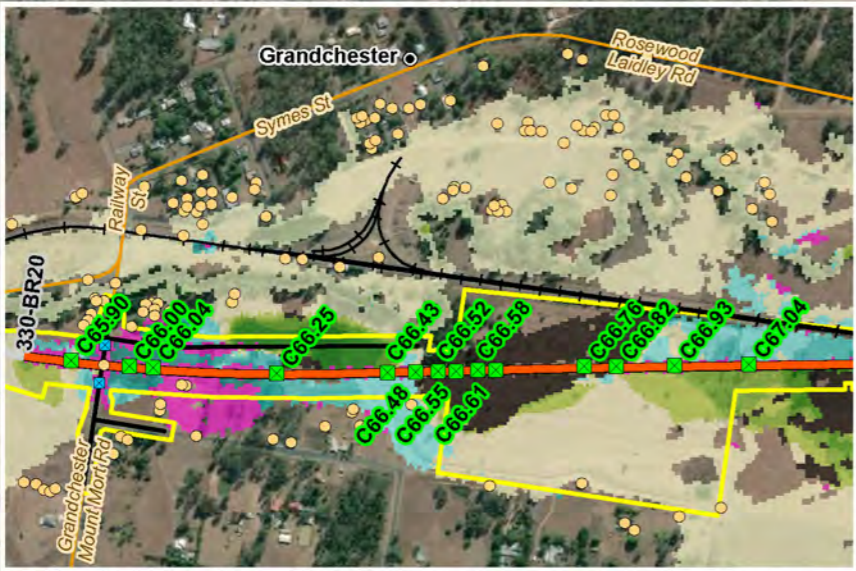 Grandchester
Rosewood
Laidley Rd
Symes St
Railway
St
330-BR20
C65.90
C66.00
C66.04
C66.25
C66.43
C66.52
C66.58
C66.76
C66.82
C66.93
C67.04
C66.48
C66.55
C66.61
Grandchester
Mount Mort Rd